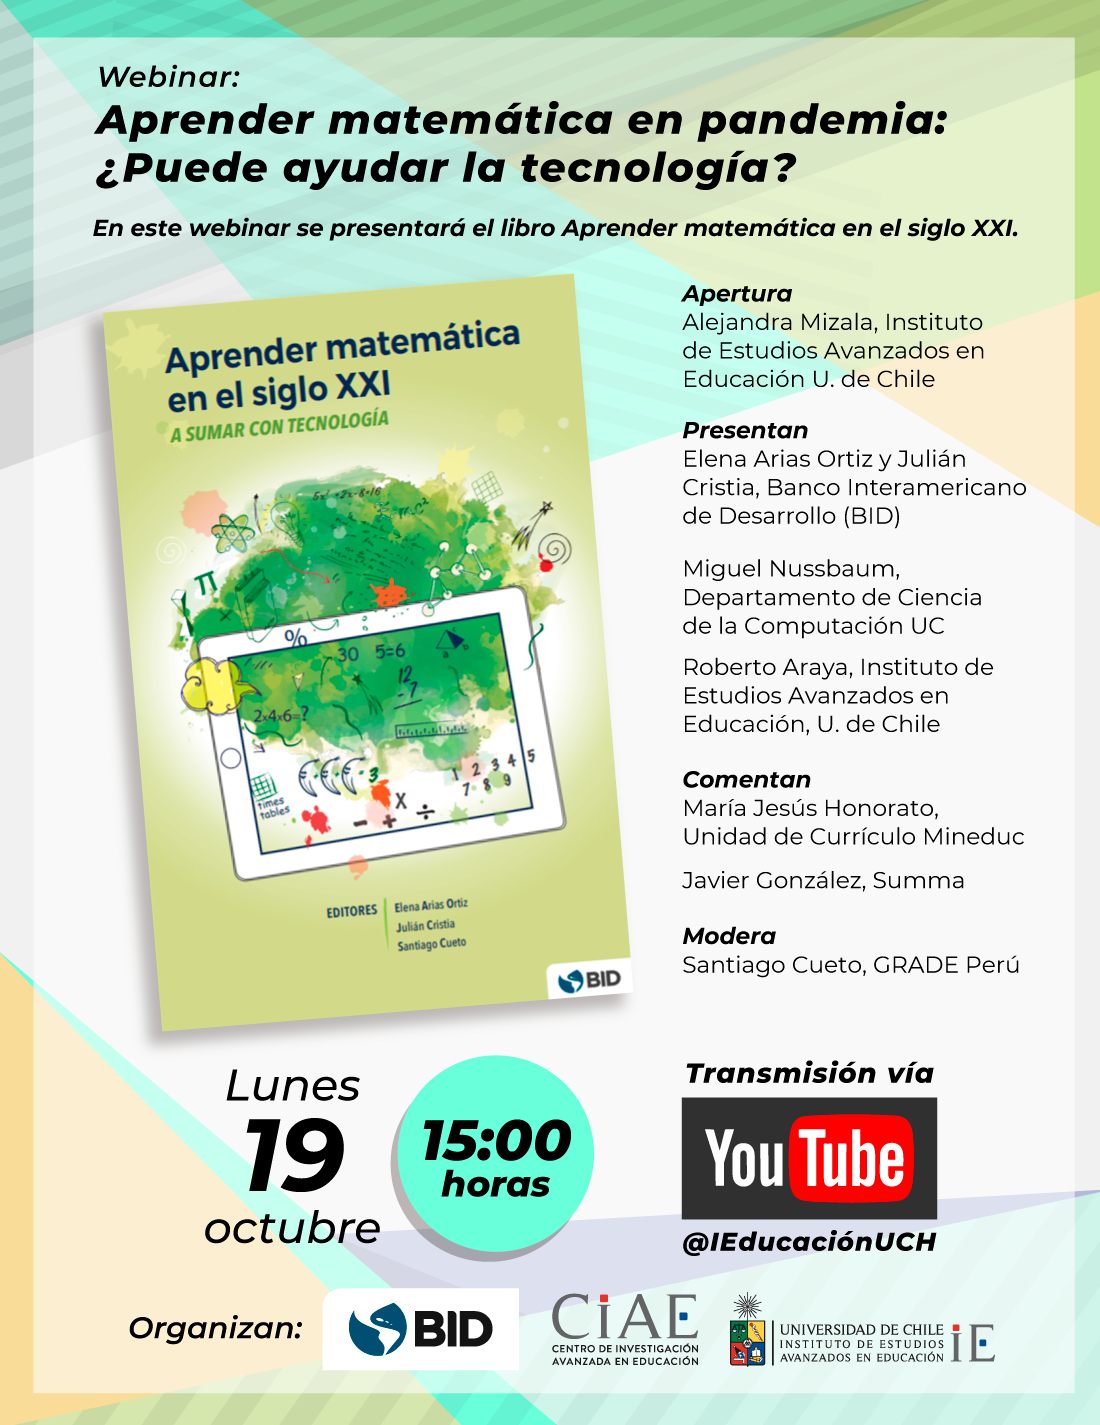 Webinar:
Aprender matemática en pandemia:
¿Puede ayudar la tecnología?
En este webinar se presentará el libro Aprender matemática en el siglo XXI.
Aprender matemática
en el siglo XXI
A SUMAR CON TECNOLOGÍA
π
%
30 5=6
a b
12
-7
2x4x6=?
3
times
tables
1 2 3 4 5
7 8 9
x
- + ÷
EDITORES
Elena Arias Ortiz
Julián Cristia
Santiago Cueto
BID
Apertura
Alejandra Mizala, Instituto
de Estudios Avanzados en
Educación U. de Chile
Presentan
Elena Arias Ortiz y Julián
Cristia, Banco Interamericano
de Desarrollo (BID)
Miguel Nussbaum,
Departamento de Ciencia
de la Computación UC
Roberto Araya, Instituto de
Estudios Avanzados en
Educación, U. de Chile
Comentan
María Jesús Honorato,
Unidad de Currículo Mineduc
Javier González, Summa
Modera
Santiago Cueto, GRADE Perú
Lunes
19
octubre
15:00
horas
Transmisión vía
YouTube
@IEducaciónUCH
Organizan:
BID
CiAE
CENTRO DE INVESTIGACIÓN
AVANZADA EN EDUCACIÓN
UNIVERSIDAD DE CHILE
INSTITUTO DE ESTUDIOS
AVANZADOS EN EDUCACIÓN
iE